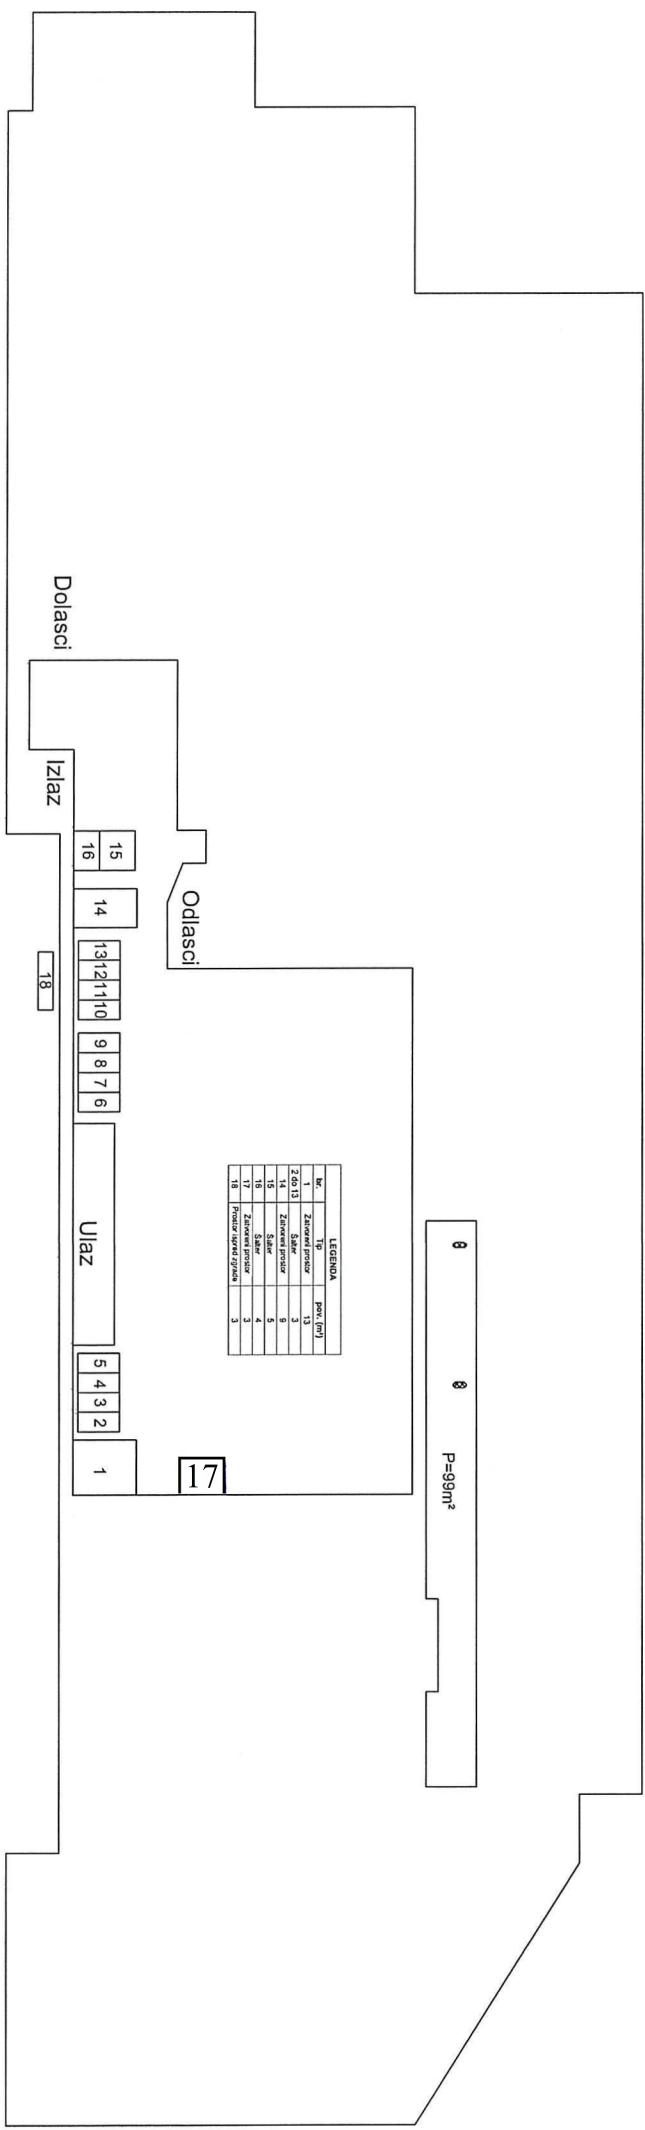 Dolasci
Izlaz
Odlasci
16 15
14
13 12 11 10
9 8 7 6
18
Ulaz
5 4 3 2
1
17
P=99m²
LEGENDA
br. Tip pov. (m²)
1 Zatvoreni prostor 13
2 do 13 Šalter 3
14 Zatvoreni prostor 9
15 Šalter 5
16 Šalter 4
17 Zatvoreni prostor 3
18 Prostor ispred zgrade 3